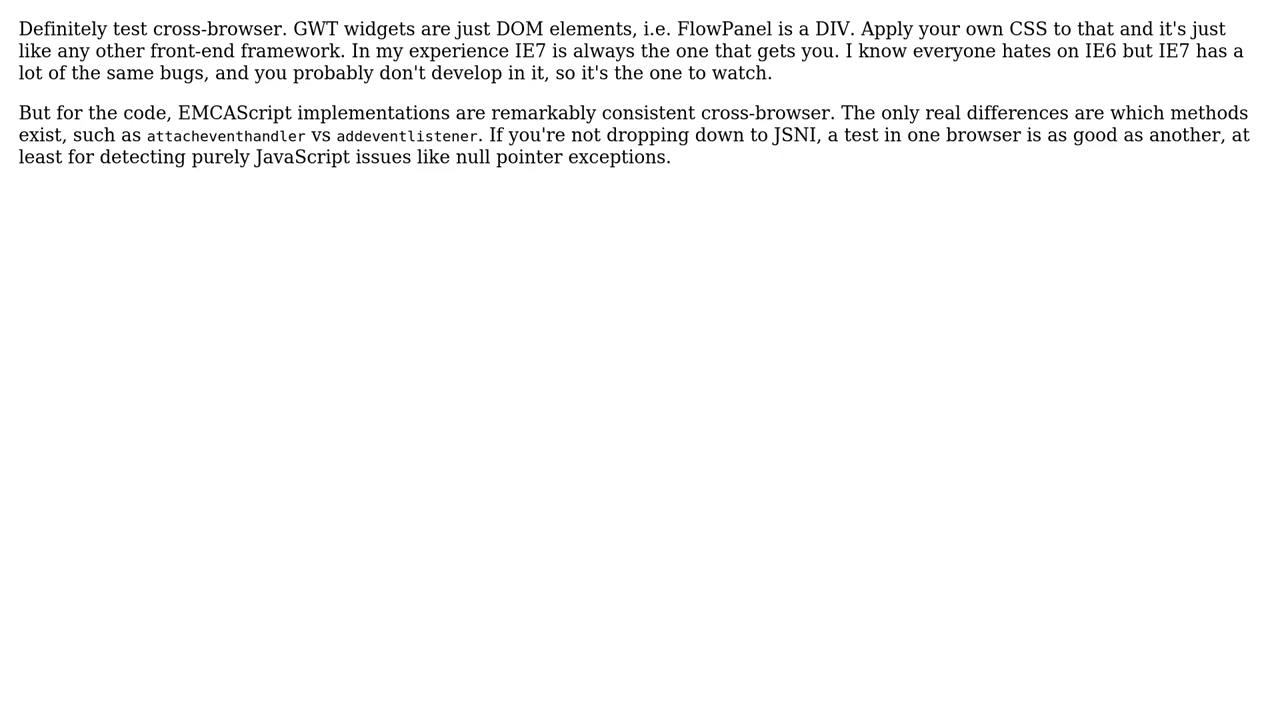 Definitely test cross-browser. GWT widgets are just DOM elements, i.e. FlowPanel is a DIV. Apply your own CSS to that and it's just
like any other front-end framework. In my experience IE7 is always the one that gets you. I know everyone hates on IE6 but IE7 has a
lot of the same bugs, and you probably don't develop in it, so it's the one to watch.
But for the code, EMCAScript implementations are remarkably consistent cross-browser. The only real differences are which methods
exist, such as attacheventhandler vs addeventlistener. If you're not dropping down to JSNI, a test in one browser is as good as another, at
least for detecting purely JavaScript issues like null pointer exceptions.